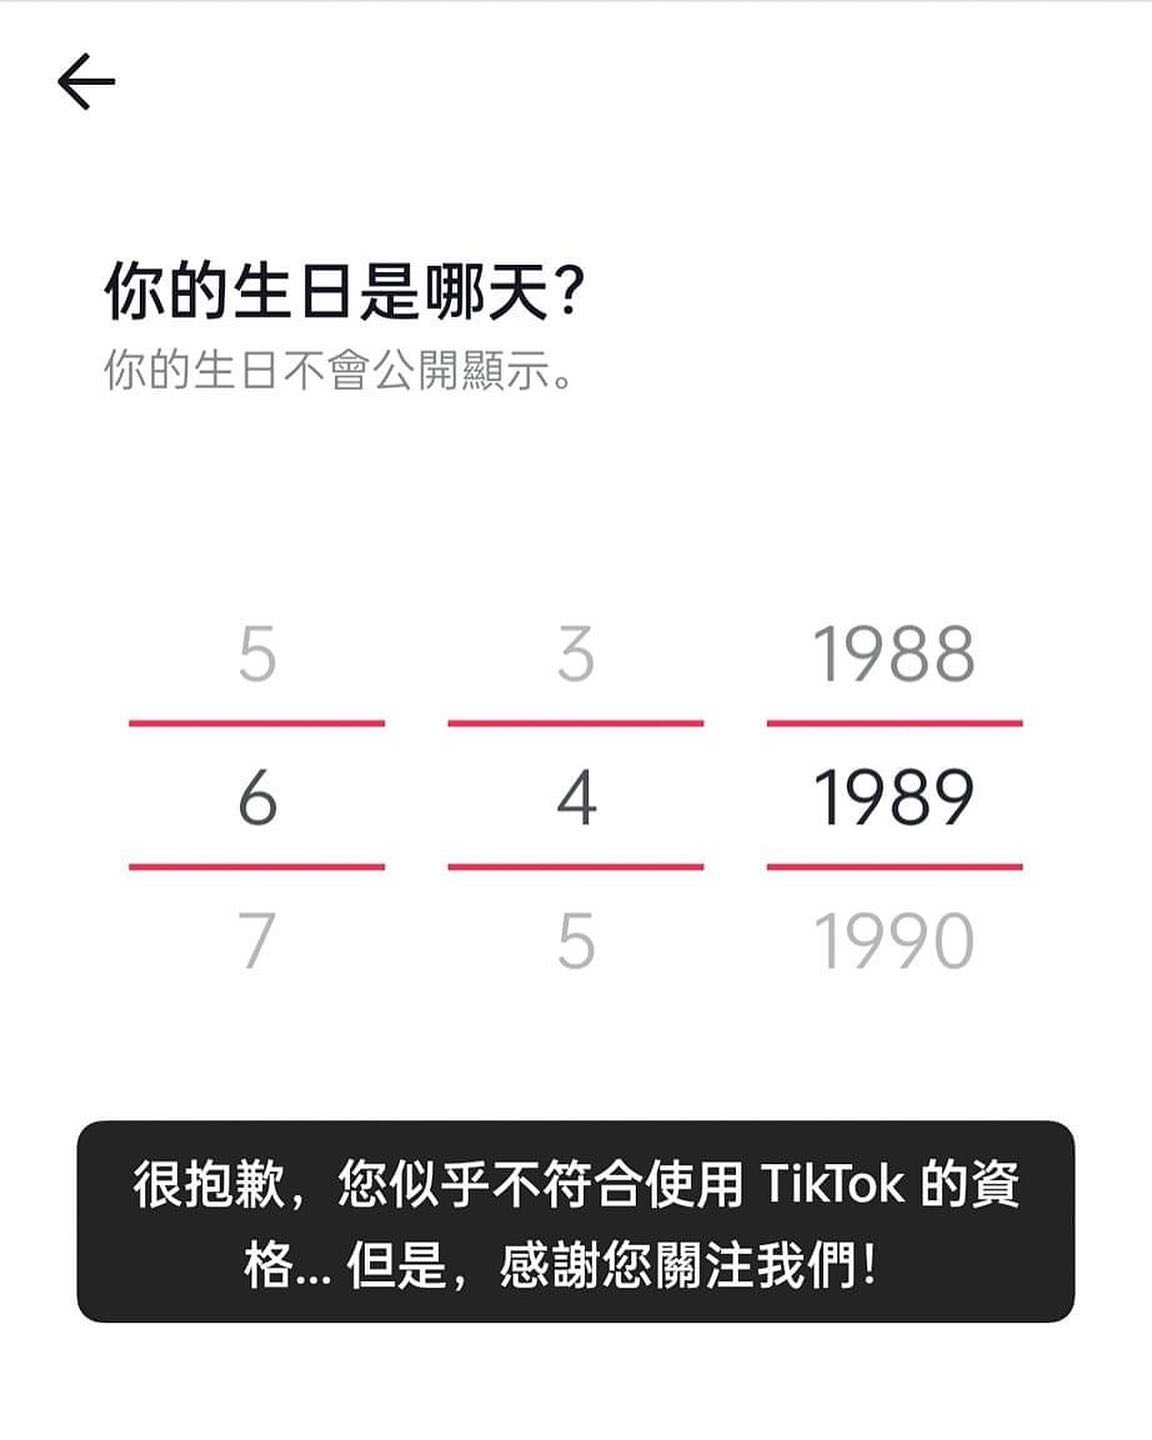 你的生日是哪天？
你的生日不會公開顯示。
5 3 1988
6 4 1989
7 5 1990
很抱歉，您似乎不符合使用 TikTok 的資
格... 但是，感謝您關注我們！